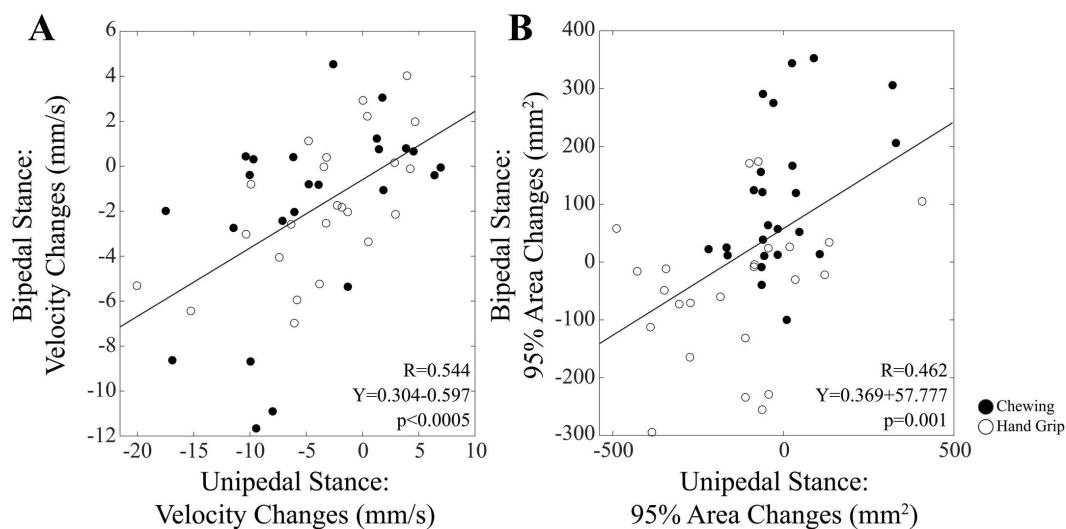 A
Bipedal Stance:
Velocity Changes (mm/s)
6
4
2
0
-2
-4
-6
-8
-10
-12
-20
-15
-10
-5
0
5
10
R=0.544
Y=0.304-0.597
p<0.0005
Unipedal Stance:
Velocity Changes (mm/s)
B
Bipedal Stance:
95% Area Changes (mm²)
400
300
200
100
0
-100
-200
-300
-500
0
500
R=0.462
Y=0.369+57.777
p=0.001
Unipedal Stance:
95% Area Changes (mm²)
Chewing
Hand Grip